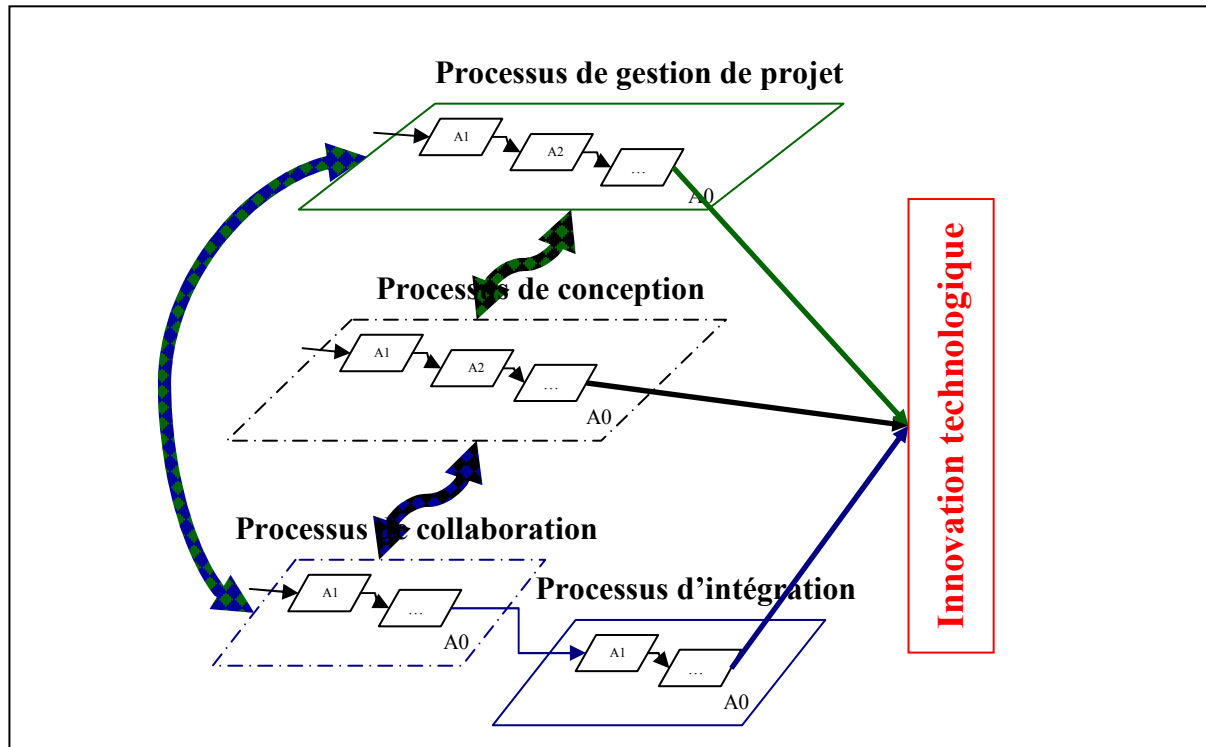 Processus de gestion de projet
A1
A2
…
A0
Processus de conception
A1
A2
…
A0
Processus de collaboration
A1
…
A0
Processus d’intégration
A1
…
A0
Innovation technologique